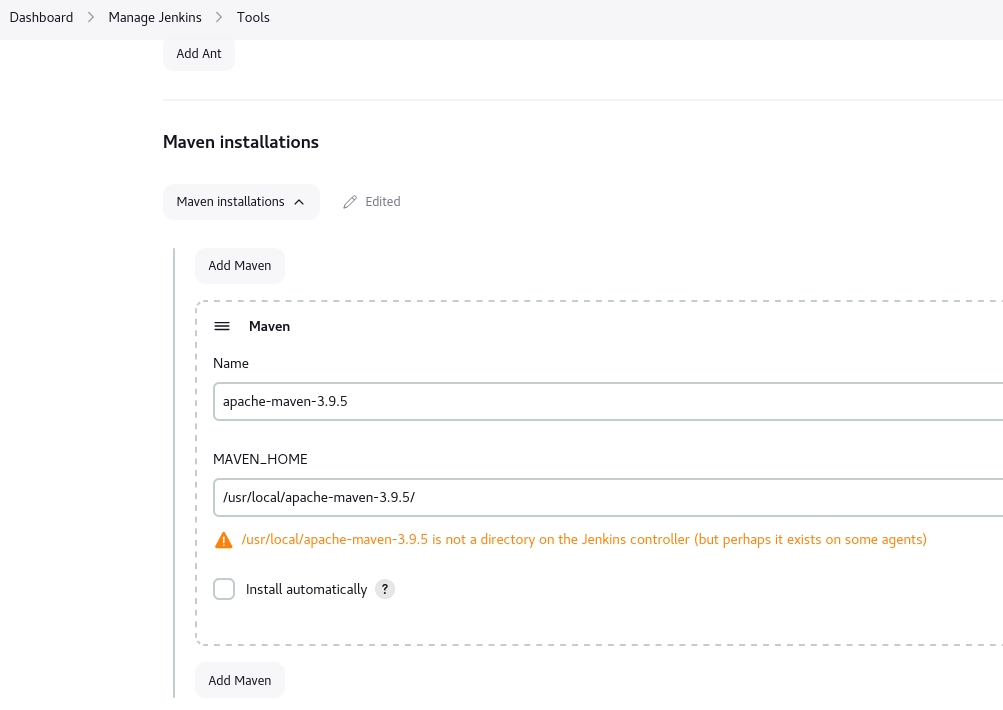 Dashboard > Manage Jenkins > Tools
Add Ant
Maven installations
Maven installations Edited
Add Maven
Maven
Name
apache-maven-3.9.5
MAVEN_HOME
/usr/local/apache-maven-3.9.5/
/usr/local/apache-maven-3.9.5 is not a directory on the Jenkins controller (but perhaps it exists on some agents)
Install automatically ?
Add Maven